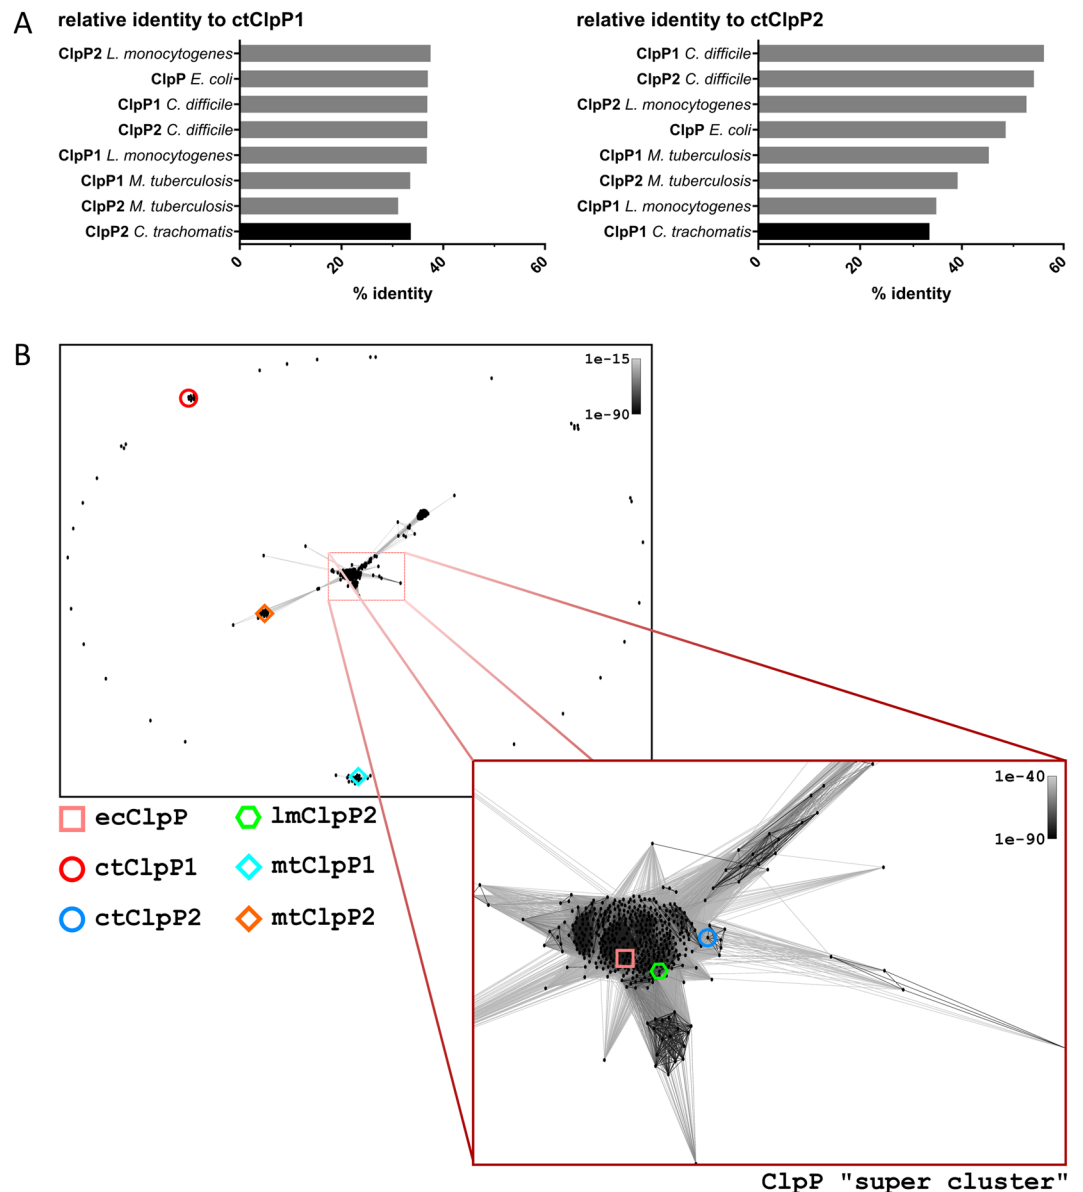 A
relative identity to ctClpP1
ClpP2 L. monocytogenes
ClpP E. coli
ClpP1 C. difficile
ClpP2 C. difficile
ClpP1 L. monocytogenes
ClpP1 M. tuberculosis
ClpP2 M. tuberculosis
ClpP2 C. trachomatis
0 20 40 60
% identity
relative identity to ctClpP2
ClpP1 C. difficile
ClpP2 C. difficile
ClpP2 L. monocytogenes
ClpP E. coli
ClpP1 M. tuberculosis
ClpP2 M. tuberculosis
ClpP1 L. monocytogenes
ClpP1 C. trachomatis
0 20 40 60
% identity
B
1e-15
1e-90
ecClpP
ctClpP1
ctClpP2
lmClpP2
mtClpP1
mtClpP2
1e-40
1e-90
ClpP "super cluster"